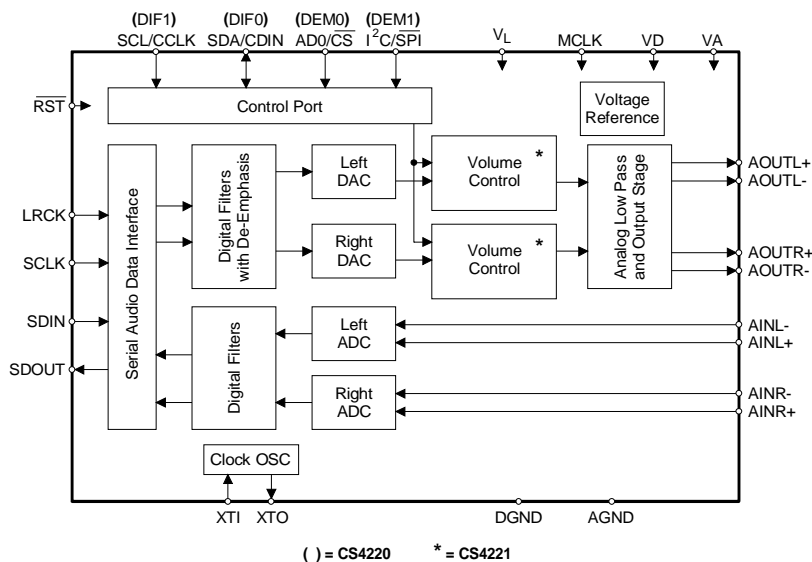 (DIF1) (DIF0) (DEM0) (DEM1)
SCL/CCLK SDA/CDIN AD0/CS I²C/SPI VL MCLK VD VA
RST
Control Port
Voltage
Reference
Serial Audio Data Interface
Digital Filters
with De-Emphasis
Left
DAC
Volume
Control
*
Analog Low Pass
and Output Stage
AOUTL+
AOUTL-
LRCK
Right
DAC
Volume
Control
*
AOUTR+
AOUTR-
SCLK
SDIN
SDOUT
Digital Filters
Left
ADC
AINL-
AINL+
Right
ADC
AINR-
AINR+
Clock OSC
XTI XTO DGND AGND
( ) = CS4220 * = CS4221